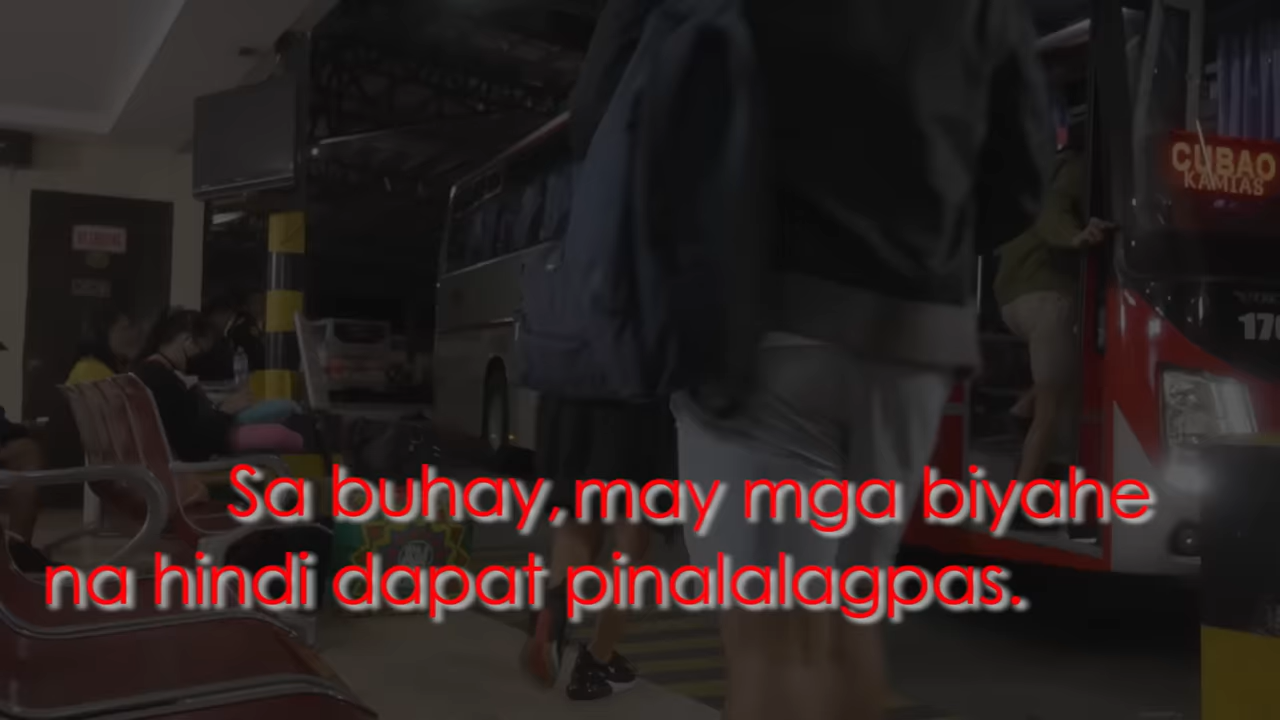 CUBAO
KAMIAS
Sa buhay, may mga biyahe
na hindi dapat pinalalagpas.